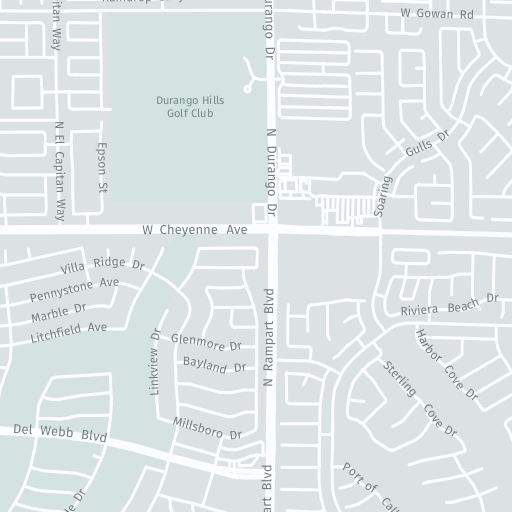 W Gowan Rd
N Durango Dr
Durango Hills
Golf Club
N El Capitan Way
Epson St
Gulls Dr
Soaring
W Cheyenne Ave
Villa Ridge Dr
Pennystone Ave
Marble Dr
Litchfield Ave
Linkview Dr
Glenmore Dr
Bayland Dr
N Rampart Blvd
Riviera Beach Dr
Harbor Cove Dr
Sterling Cove Dr
Millsboro Dr
Del Webb Blvd
Port of Call